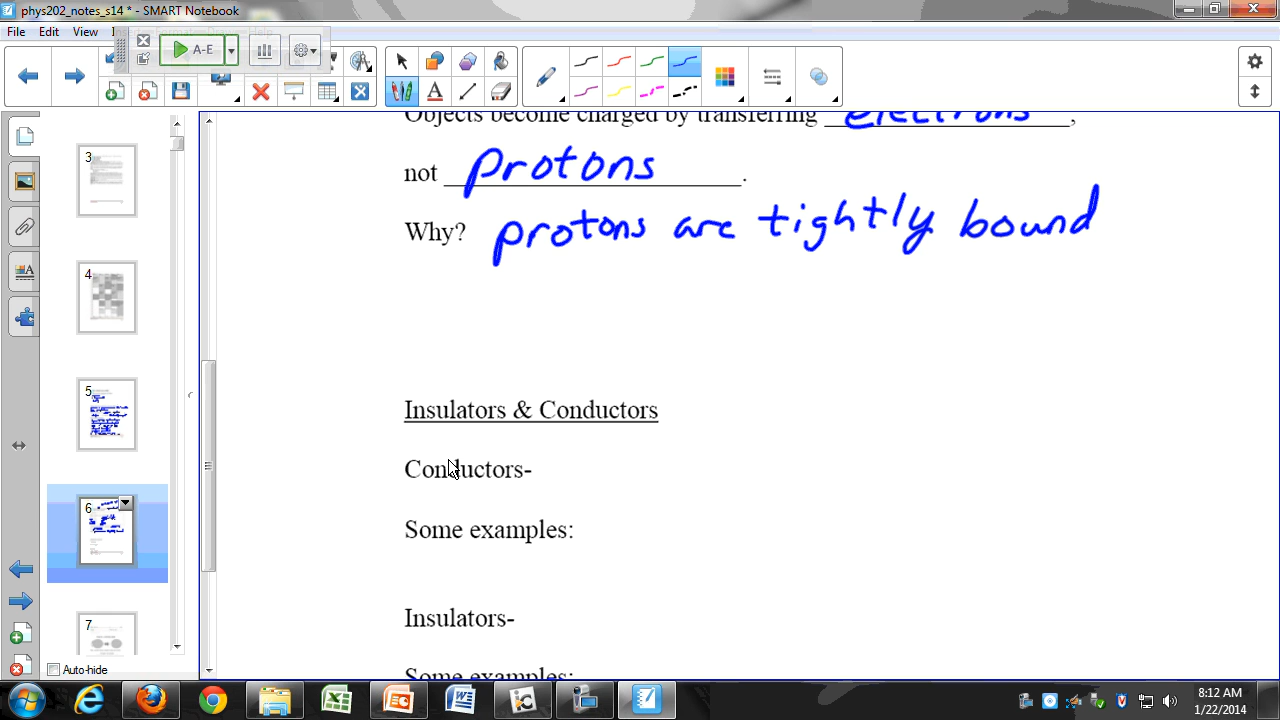 phys202_notes_s14 * - SMART Notebook
File Edit View
A-E
3
4
5
6
7
Auto-hide
Objects become charged by transferring electrons,
not protons.
Why? protons are tightly bound
Insulators & Conductors
Conductors-
Some examples:
Insulators-
Some examples:
8:12 AM
1/22/2014